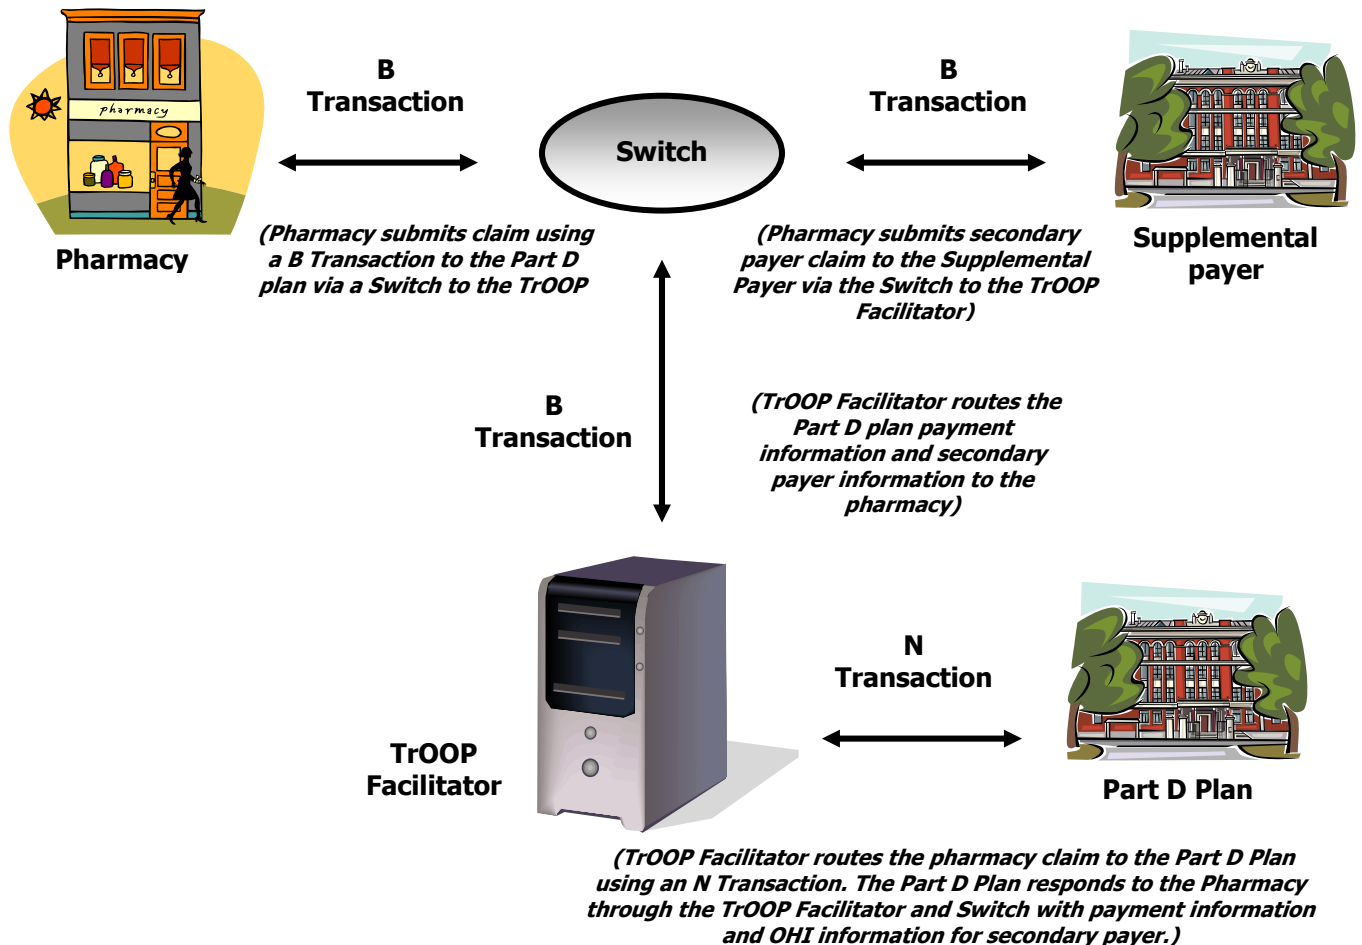 pharmacy
Pharmacy
B
Transaction
(Pharmacy submits claim using
a B Transaction to the Part D
plan via a Switch to the TrOOP
Switch
B
Transaction
(Pharmacy submits secondary
payer claim to the Supplemental
Payer via the Switch to the TrOOP
Facilitator)
Supplemental
payer
B
Transaction
(TrOOP Facilitator routes the
Part D plan payment
information and secondary
payer information to the
pharmacy)
TrOOP
Facilitator
N
Transaction
Part D Plan
(TrOOP Facilitator routes the pharmacy claim to the Part D Plan
using an N Transaction. The Part D Plan responds to the Pharmacy
through the TrOOP Facilitator and Switch with payment information
and OHI information for secondary payer.)